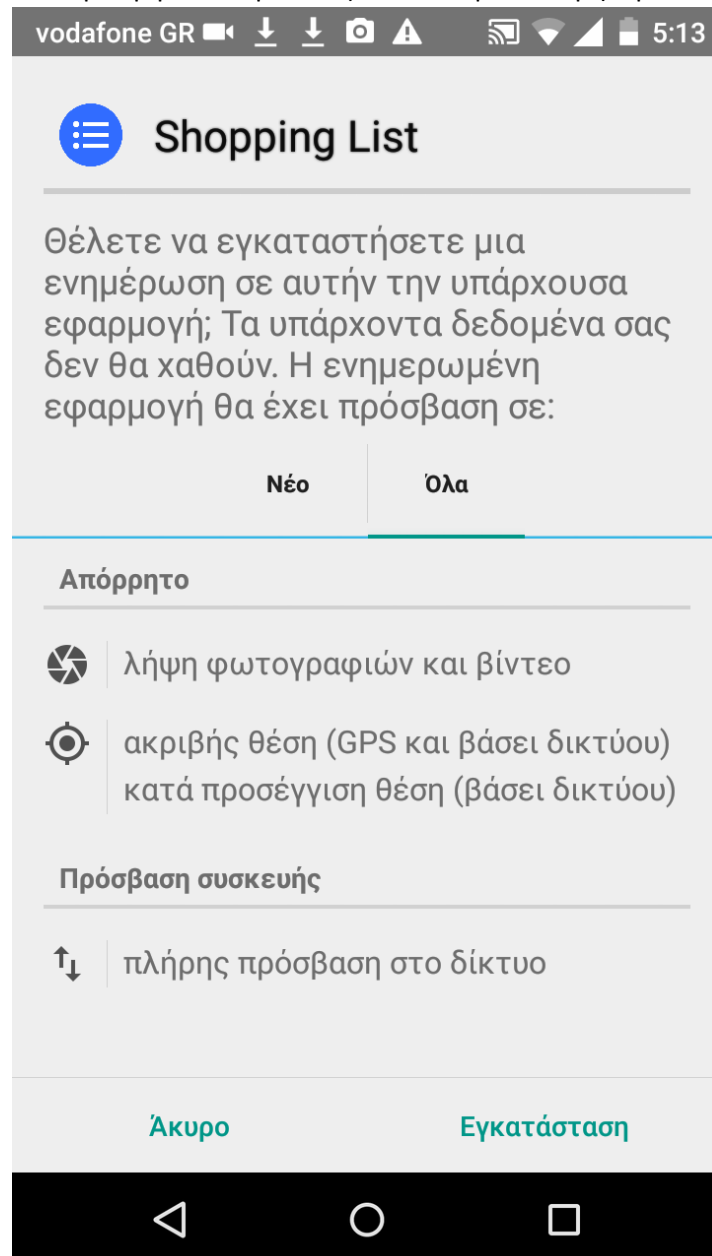 vodafone GR 5:13
Shopping List
Θέλετε να εγκαταστήσετε μια
ενημέρωση σε αυτήν την υπάρχουσα
εφαρμογή; Τα υπάρχοντα δεδομένα σας
δεν θα χαθούν. Η ενημερωμένη
εφαρμογή θα έχει πρόσβαση σε:
Νέο Όλα
Απόρρητο
λήψη φωτογραφιών και βίντεο
ακριβής θέση (GPS και βάσει δικτύου)
κατά προσέγγιση θέση (βάσει δικτύου)
Πρόσβαση συσκευής
πλήρης πρόσβαση στο δίκτυο
Άκυρο Εγκατάσταση